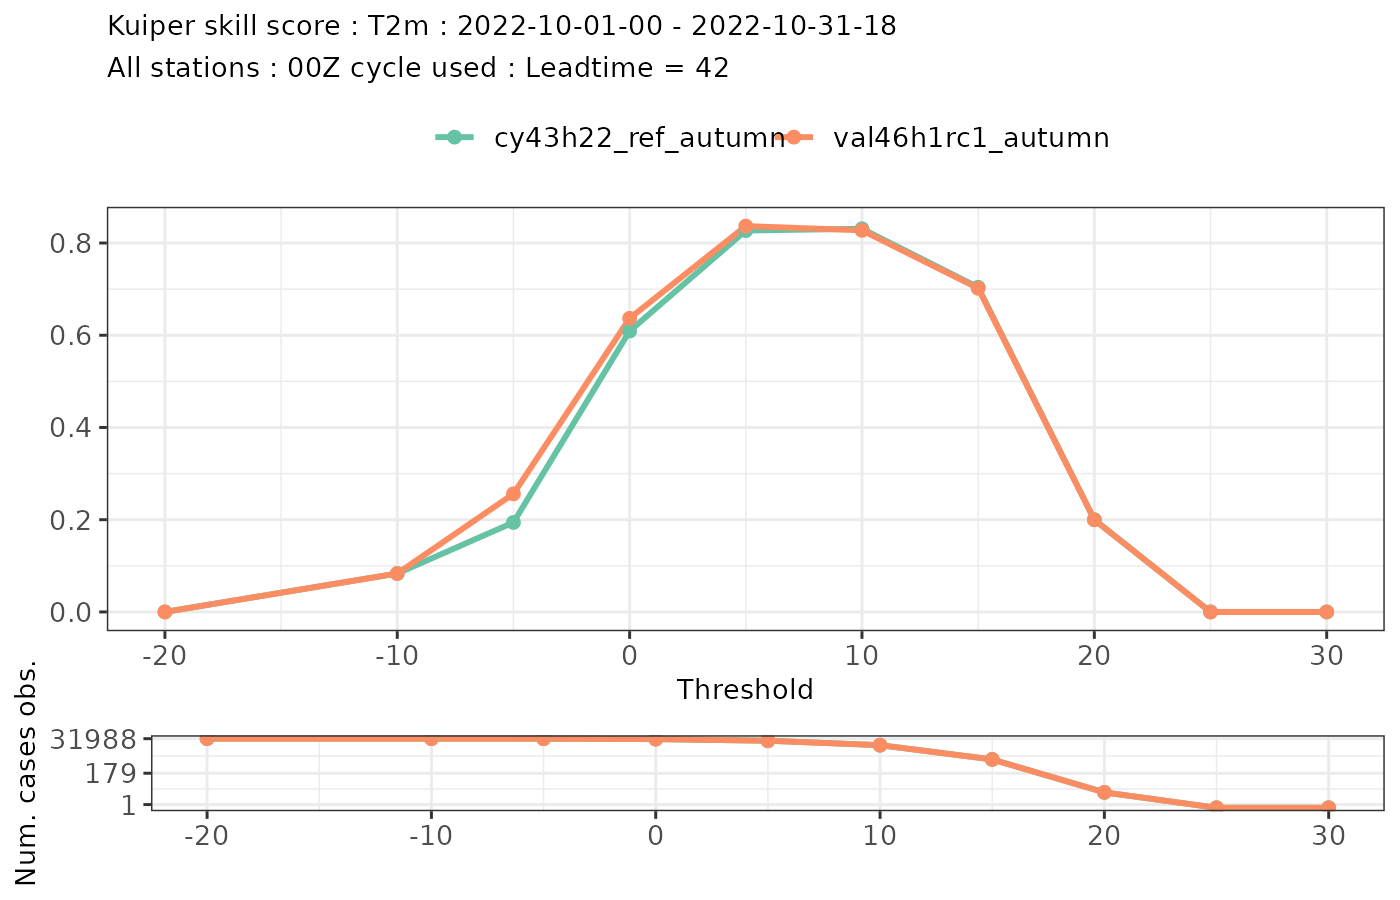 Kuiper skill score : T2m : 2022-10-01-00 - 2022-10-31-18
All stations : 00Z cycle used : Leadtime = 42
cy43h22_ref_autumn val46h1rc1_autumn
0.8
0.6
0.4
0.2
0.0
-20 -10 0 10 20 30
Threshold
Num. cases obs.
31988
179
1
-20 -10 0 10 20 30